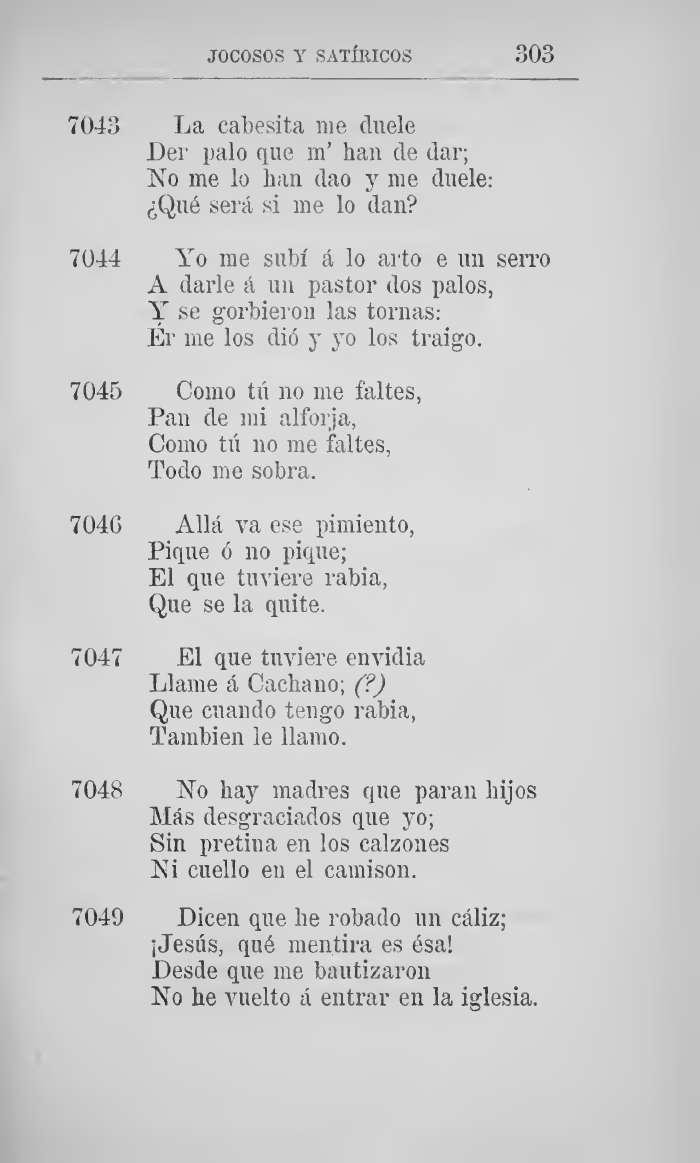 JOCOSOS Y SATÍRICOS 303
7043 La cabesita me duele
Der palo que m' han de dar;
No me lo han dao y me duele:
¿Qué será si me lo dan?
7044 Yo me subí á lo arto e un serro
A darle á un pastor dos palos,
Y se gorbieron las tornas:
Ér me los dió y yo los traigo.
7045 Como tú no me faltes,
Pan de mi alforja,
Como tú no me faltes,
Todo me sobra.
7046 Allá va ese pimiento,
Pique ó no pique;
El que tuviere rabia,
Que se la quite.
7047 El que tuviere envidia
Llame á Cachano; (?)
Que cuando tengo rabia,
Tambien le llamo.
7048 No hay madres que paran hijos
Más desgraciados que yo;
Sin pretina en los calzones
Ni cuello en el camison.
7049 Dicen que he robado un cáliz;
¡Jesús, qué mentira es ésa!
Desde que me bautizaron
No he vuelto á entrar en la iglesia.